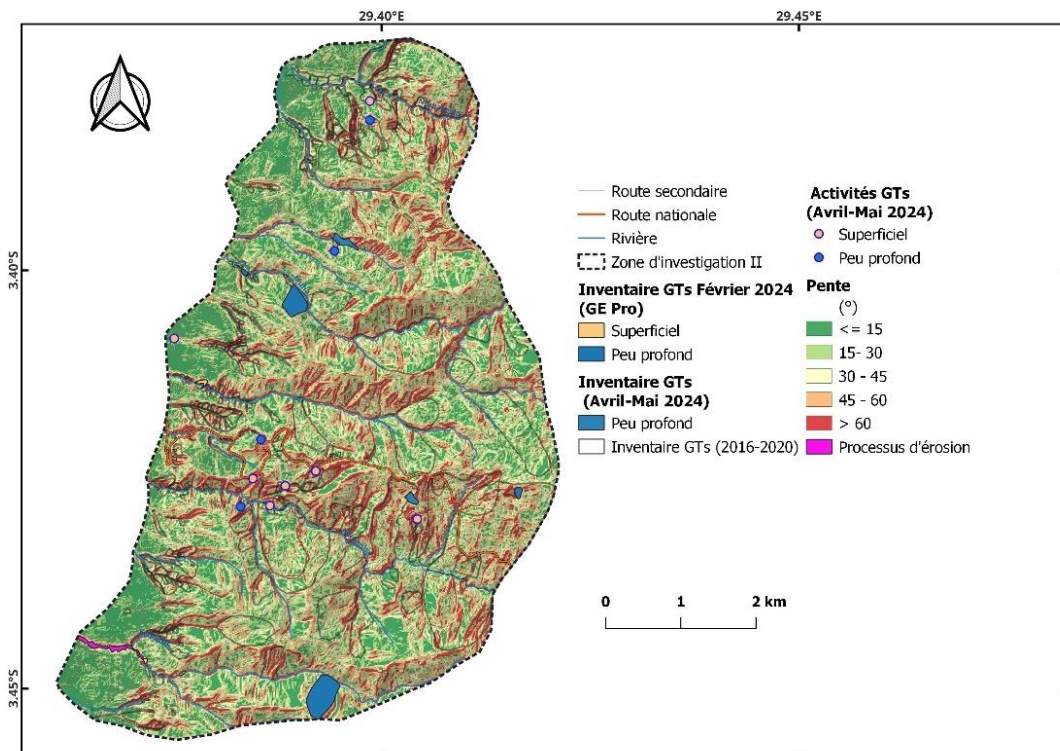 29.40°E
29.45°E
3.40°S
3.45°S
Route secondaire
Route nationale
Rivière
Zone d'investigation II
Inventaire GTs Février 2024
(GE Pro)
Superficiel
Peu profond
Inventaire GTs
(Avril-Mai 2024)
Peu profond
Inventaire GTs (2016-2020)
Activités GTs
(Avril-Mai 2024)
Superficiel
Peu profond
Pente
(°)
<= 15
15- 30
30 - 45
45 - 60
> 60
Processus d'érosion
0 1 2 km